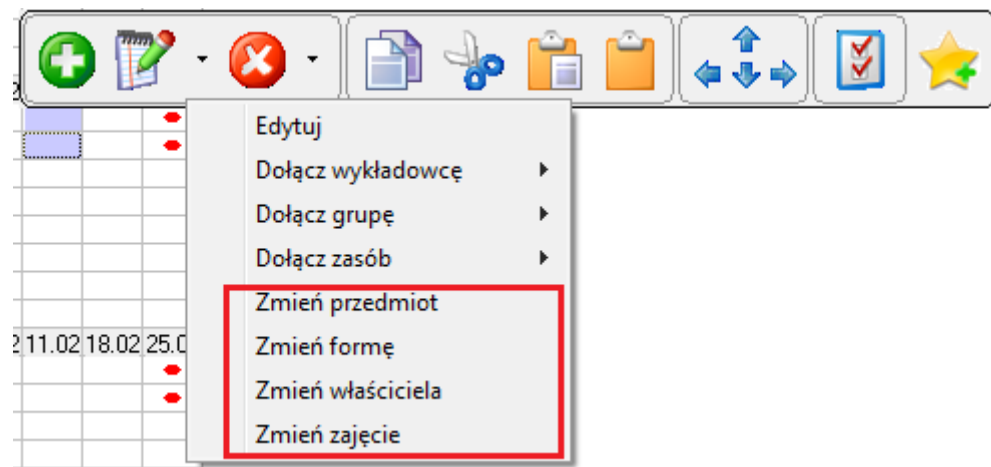 Edytuj
Dołącz wykładowcę
Dołącz grupę
Dołącz zasób
Zmień przedmiot
11.02 18.02
Zmień formę
Zmień właściciela
Zmień zajęcie